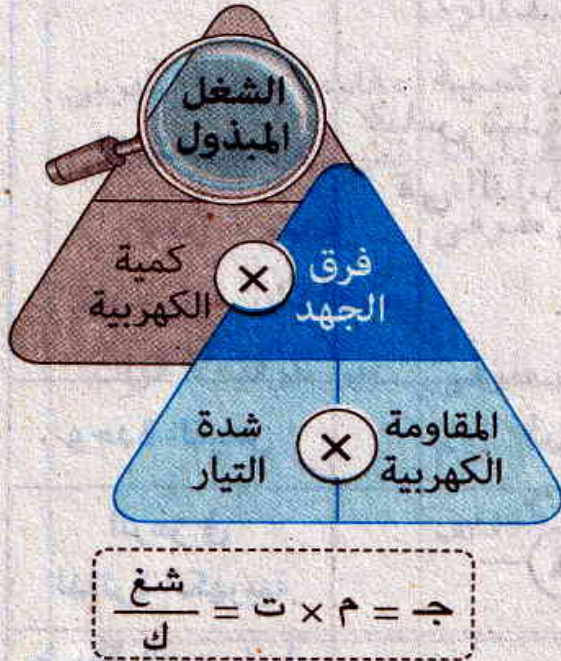 الشغل
المبذول
كمية
الكهربية
×
فرق
الجهد
المقاومة
الكهربية
×
شدة
التيار
جـ = م × ت = شغ / ك